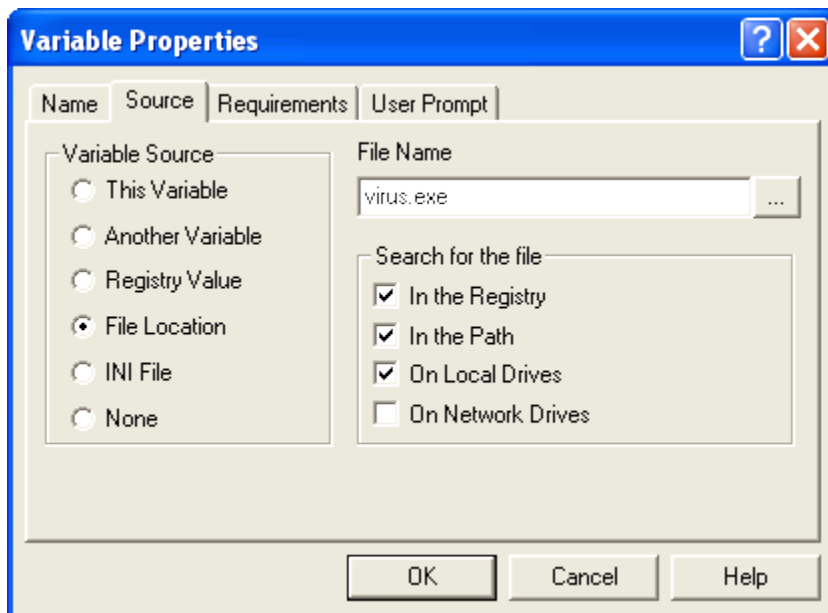 Variable Properties
Name
Source
Requirements
User Prompt
Variable Source
This Variable
Another Variable
Registry Value
File Location
INI File
None
File Name
virus.exe
...
Search for the file
In the Registry
In the Path
On Local Drives
On Network Drives
OK
Cancel
Help